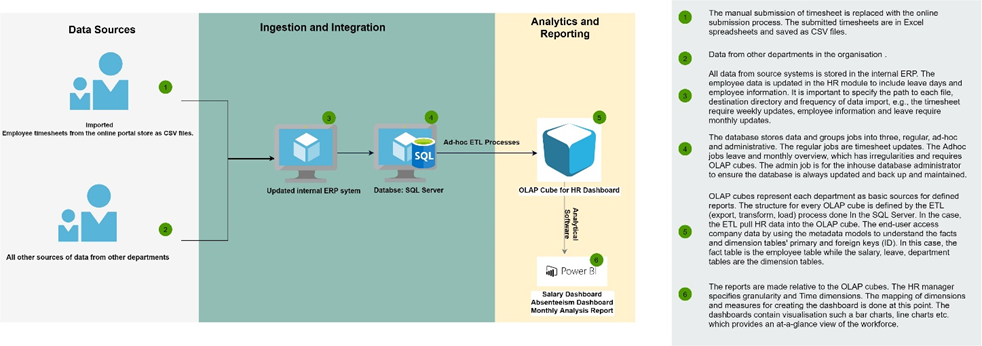 Data Sources
Ingestion and Integration
Analytics and
Reporting
1
Imported
Employee timesheets from the online portal store as CSV files.
2
All other sources of data from other departments
3
Updated internal ERP sytem
4
SQL
Databse: SQL Server
Ad-hoc ETL Processes
5
OLAP Cube for HR Dashboard
Analytical
Software
6
Power BI
Salary Dashboard
Absenteeism Dashboard
Monthly Analysis Report
1
The manual submission of timesheet is replaced with the online
submission process. The submitted timesheets are in Excel
spreadsheets and saved as CSV files.
2
Data from other departments in the organisation .
3
All data from source systems is stored in the internal ERP. The
employee data is updated in the HR module to include leave days and
employee information. It is important to specify the path to each file,
destination directory and frequency of data import, e.g., the timesheet
require weekly updates, employee information and leave require
monthly updates.
4
The database stores data and groups jobs into three, regular, ad-hoc
and administrative. The regular jobs are timesheet updates. The Adhoc
jobs leave and monthly overview, which has irregularities and requires
OLAP cubes. The admin job is for the inhouse database administrator
to ensure the database is always updated and back up and maintained.
5
OLAP cubes represent each department as basic sources for defined
reports. The structure for every OLAP cube is defined by the ETL
(export, transform, load) process done In the SQL Server. In the case,
the ETL pull HR data into the OLAP cube. The end-user access
company data by using the metadata models to understand the facts
and dimension tables' primary and foreign keys (ID). In this case, the
fact table is the employee table while the salary, leave, department
tables are the dimension tables.
6
The reports are made relative to the OLAP cubes. The HR manager
specifies granularity and Time dimensions. The mapping of dimensions
and measures for creating the dashboard is done at this point. The
dashboards contain visualisation such a bar charts, line charts etc.
which provides an at-a-glance view of the workforce.